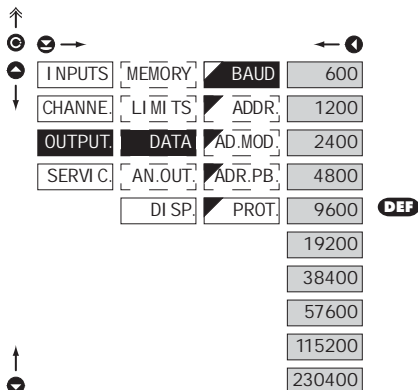 INPUTS MEMORY BAUD 600
CHANNE. LIMITS ADDR. 1200
OUTPUT. DATA AD.MOD. 2400
SERVIC. AN.OUT. ADR.PB. 4800
DISP. PROT. 9600 DEF
19200
38400
57600
115200
230400